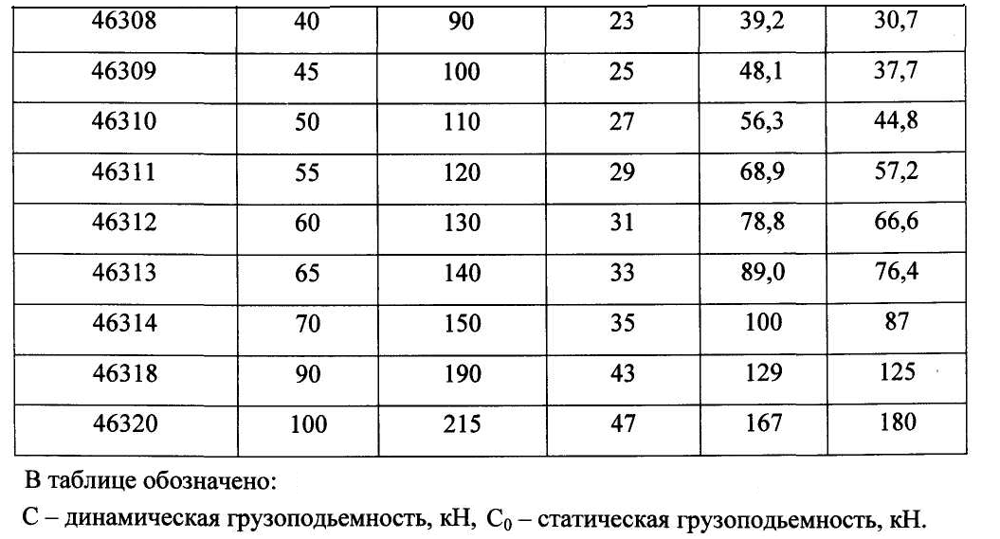 46308 40 90 23 39,2 30,7
46309 45 100 25 48,1 37,7
46310 50 110 27 56,3 44,8
46311 55 120 29 68,9 57,2
46312 60 130 31 78,8 66,6
46313 65 140 33 89,0 76,4
46314 70 150 35 100 87
46318 90 190 43 129 125
46320 100 215 47 167 180
В таблице обозначено:
С – динамическая грузоподьемность, кН, С₀ – статическая грузоподьемность, кН.